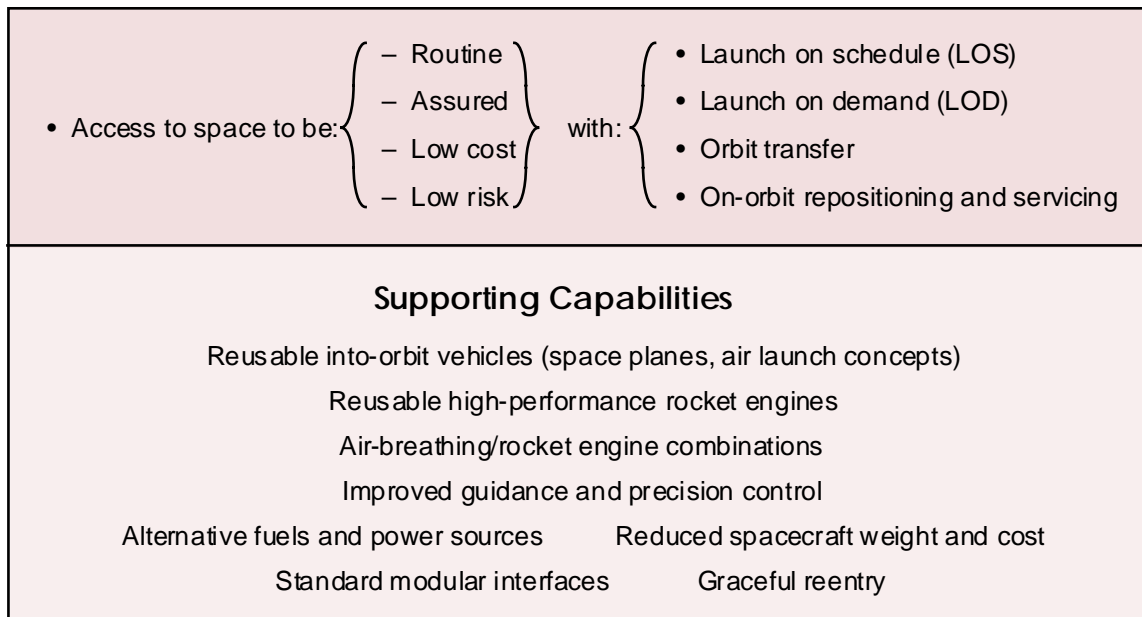 • Access to space to be:
– Routine
– Assured
– Low cost
– Low risk
with:
• Launch on schedule (LOS)
• Launch on demand (LOD)
• Orbit transfer
• On-orbit repositioning and servicing
Supporting Capabilities
Reusable into-orbit vehicles (space planes, air launch concepts)
Reusable high-performance rocket engines
Air-breathing/rocket engine combinations
Improved guidance and precision control
Alternative fuels and power sources Reduced spacecraft weight and cost
Standard modular interfaces Graceful reentry